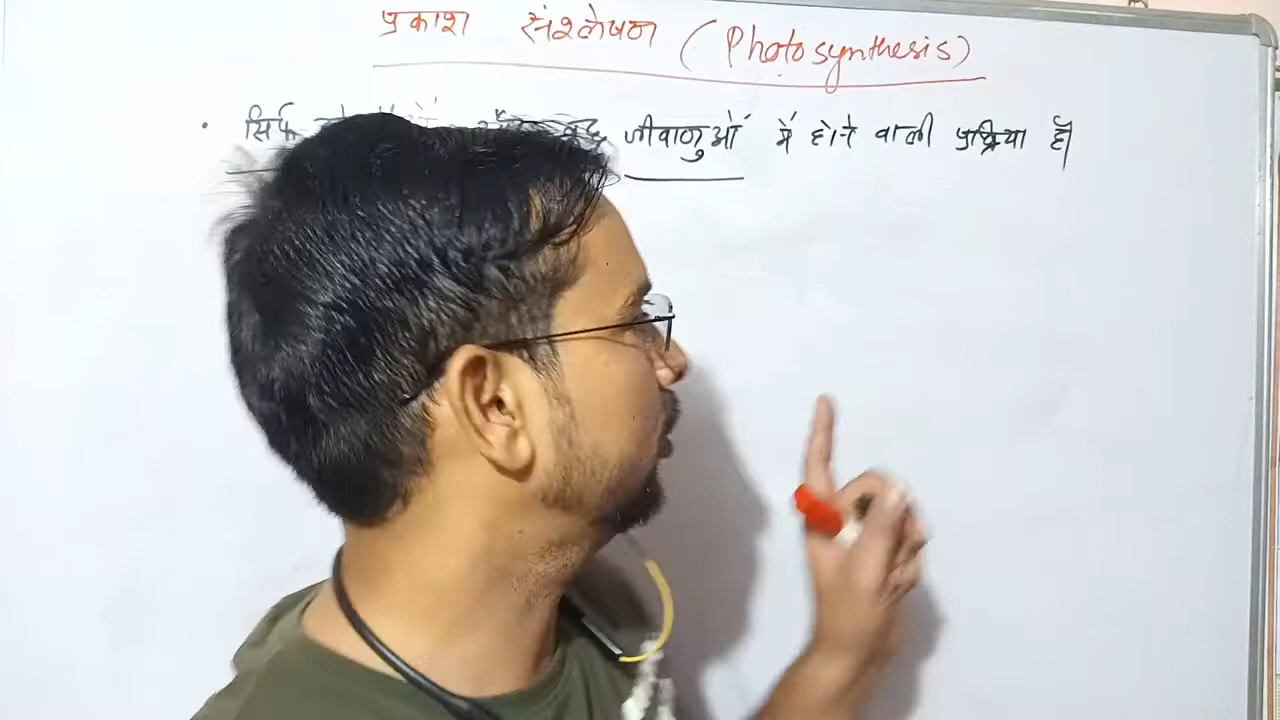 प्रकाश संश्लेषण (Photosynthesis)
• सिर्फ जीवाणुओं में होने वाली प्रक्रिया है।